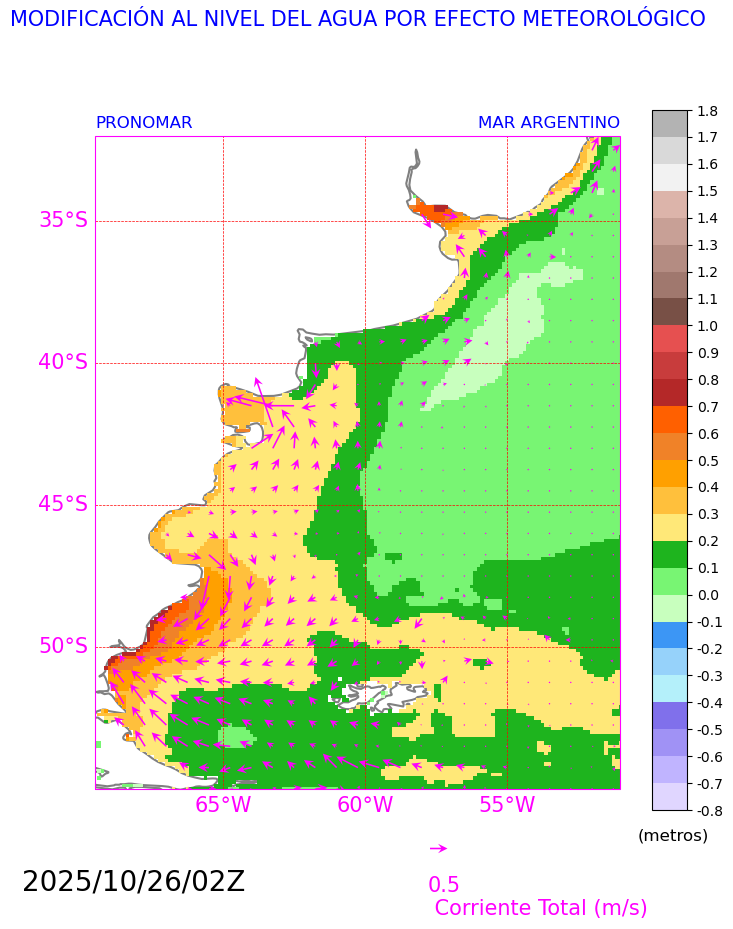 MODIFICACIÓN AL NIVEL DEL AGUA POR EFECTO METEOROLÓGICO
PRONOMAR MAR ARGENTINO
35°S
40°S
45°S
50°S
65°W 60°W 55°W
1.8
1.7
1.6
1.5
1.4
1.3
1.2
1.1
1.0
0.9
0.8
0.7
0.6
0.5
0.4
0.3
0.2
0.1
0.0
-0.1
-0.2
-0.3
-0.4
-0.5
-0.6
-0.7
-0.8
(metros)
2025/10/26/02Z
0.5
Corriente Total (m/s)